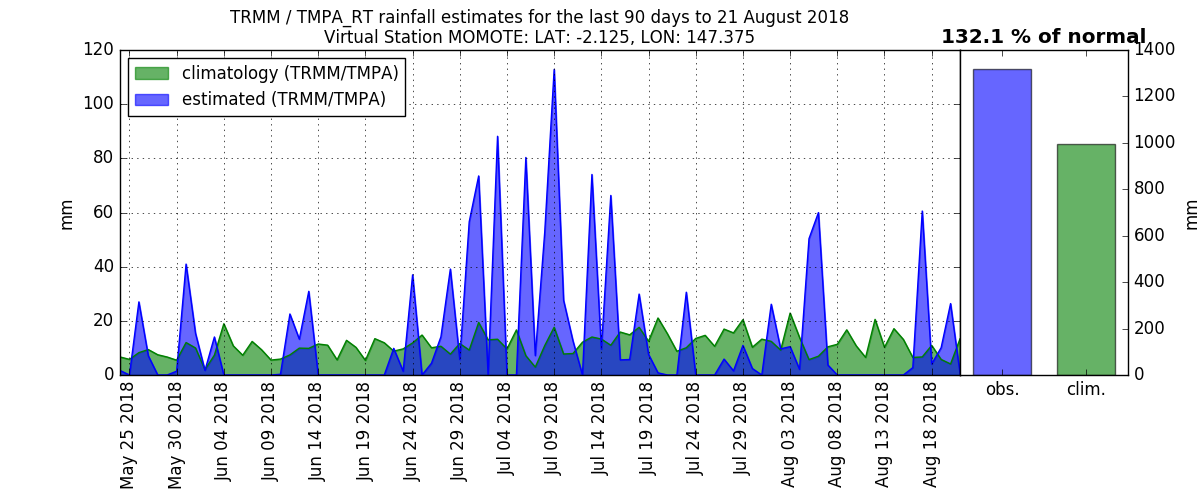 TRMM / TMPA_RT rainfall estimates for the last 90 days to 21 August 2018
Virtual Station MOMOTE: LAT: -2.125, LON: 147.375
132.1 % of normal
climatology (TRMM/TMPA)
estimated (TRMM/TMPA)
120
100
80
60
40
20
0
mm
May 25 2018
May 30 2018
Jun 04 2018
Jun 09 2018
Jun 14 2018
Jun 19 2018
Jun 24 2018
Jun 29 2018
Jul 04 2018
Jul 09 2018
Jul 14 2018
Jul 19 2018
Jul 24 2018
Jul 29 2018
Aug 03 2018
Aug 08 2018
Aug 13 2018
Aug 18 2018
obs.
clim.
1400
1200
1000
800
600
400
200
0
mm